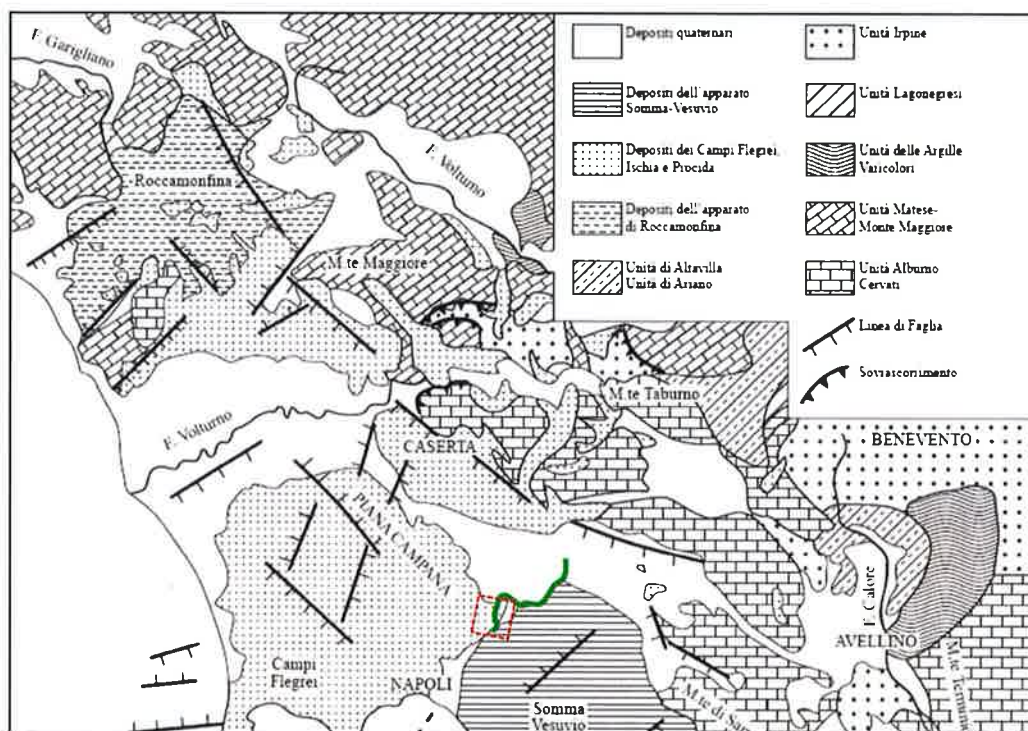 Depositi quaternari
Depositi dell'apparato
Somma-Vesuvio
Depositi dei Campi Flegrei,
Ischia e Procida
Depositi dell'apparato
di Roccamonfina
Unità di Altavilla
Unità di Ariano
Unità Irpine
Unità Lagonegresi
Unità delle Argille
Varicolori
Unità Matese-
Monte Maggiore
Unità Alburno
Cervati
Linea di Faglia
Sovrascorrimento
F. Garigliano
F. Volturno
Roccamonfina
M.te Maggiore
F. Volturno
M.te Taburno
CASERTA
BENEVENTO
PIANA CAMPANA
F. Calore
AVELLINO
Campi
Flegrei
NAPOLI
Somma
Vesuvio
M.te di
M.te